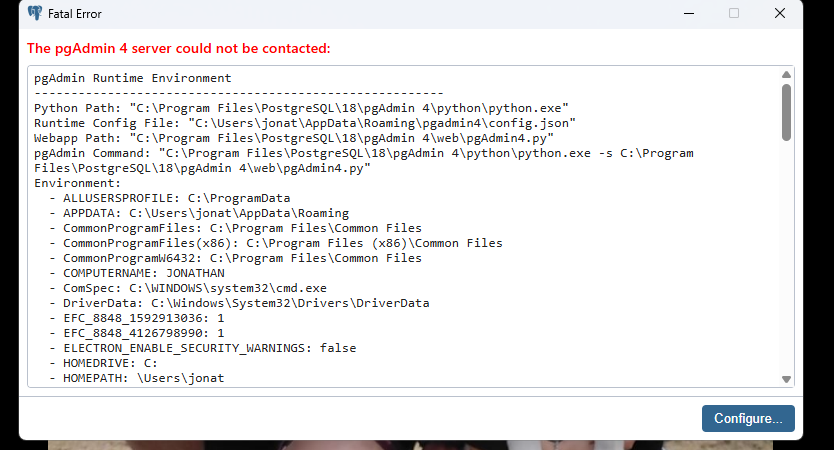 Fatal Error
The pgAdmin 4 server could not be contacted:
pgAdmin Runtime Environment
--------------------------------------------------------
Python Path: "C:\Program Files\PostgreSQL\18\pgAdmin 4\python\python.exe"
Runtime Config File: "C:\Users\jonat\AppData\Roaming\pgadmin4\config.json"
Webapp Path: "C:\Program Files\PostgreSQL\18\pgAdmin 4\web\pgAdmin4.py"
pgAdmin Command: "C:\Program Files\PostgreSQL\18\pgAdmin 4\python\python.exe -s C:\Program
Files\PostgreSQL\18\pgAdmin 4\web\pgAdmin4.py"
Environment:
- ALLUSERSPROFILE: C:\ProgramData
- APPDATA: C:\Users\jonat\AppData\Roaming
- CommonProgramFiles: C:\Program Files\Common Files
- CommonProgramFiles(x86): C:\Program Files (x86)\Common Files
- CommonProgramW6432: C:\Program Files\Common Files
- COMPUTERNAME: JONATHAN
- ComSpec: C:\WINDOWS\system32\cmd.exe
- DriverData: C:\Windows\System32\Drivers\DriverData
- EFC_8848_1592913036: 1
- EFC_8848_4126798990: 1
- ELECTRON_ENABLE_SECURITY_WARNINGS: false
- HOMEDRIVE: C:
- HOMEPATH: \Users\jonat
Configure...